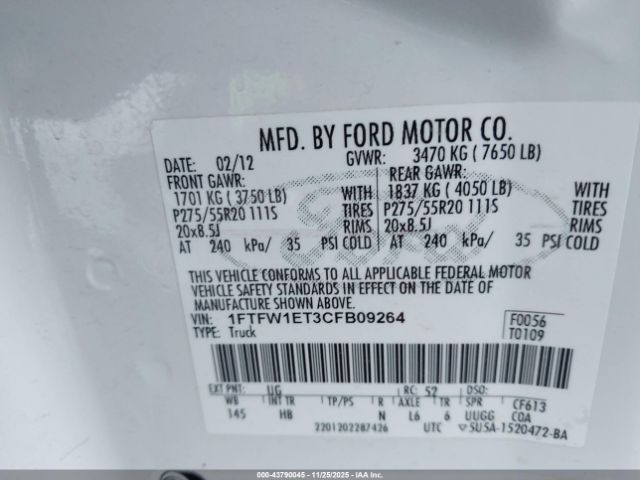 MFD. BY FORD MOTOR CO.
DATE: 02/12 GVWR: 3470 KG ( 7650 LB)
FRONT GAWR: REAR GAWR:
1701 KG ( 3750 LB) WITH 1837 KG ( 4050 LB) WITH
P275/55R20 111S TIRES P275/55R20 111S TIRES
20x8.5J RIMS 20x8.5J RIMS
AT 240 kPa/ 35 PSI COLD AT 240 kPa/ 35 PSI COLD
THIS VEHICLE CONFORMS TO ALL APPLICABLE FEDERAL MOTOR
VEHICLE SAFETY STANDARDS IN EFFECT ON THE DATE OF
MANUFACTURE SHOWN ABOVE.
VIN: 1FTFW1ET3CFB09264 F0056
TYPE: Truck T0109
EXT PNT: UG RC: 52 DSO:
WB INT TR TP/PS R AXLE TR SPR CF613
145 HB N L6 6 UUGG COA
2201202287426 UTC 5U5A-1520472-BA
Ford
000-43790045 - 11/25/2025 - IAA Branches